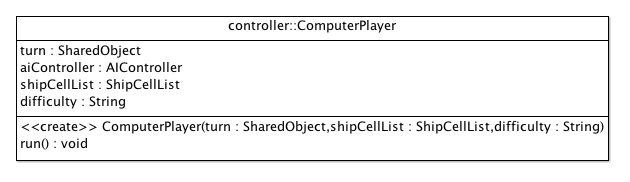 controller::ComputerPlayer
turn : SharedObject
aiController : AIController
shipCellList : ShipCellList
difficulty : String
<<create>> ComputerPlayer(turn : SharedObject,shipCellList : ShipCellList,difficulty : String)
run() : void